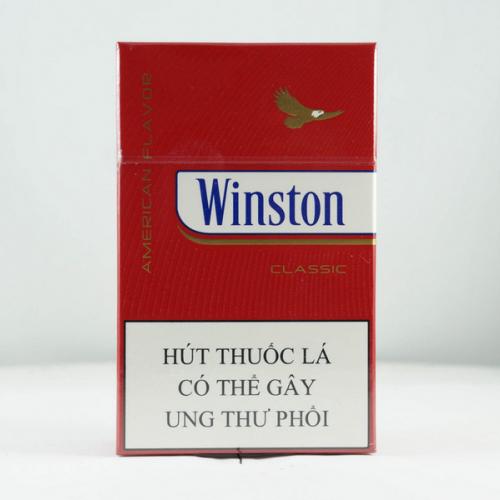 AMERICAN FLAVOR
Winston
CLASSIC
HÚT THUỐC LÁ
CÓ THỂ GÂY
UNG THƯ PHỔI